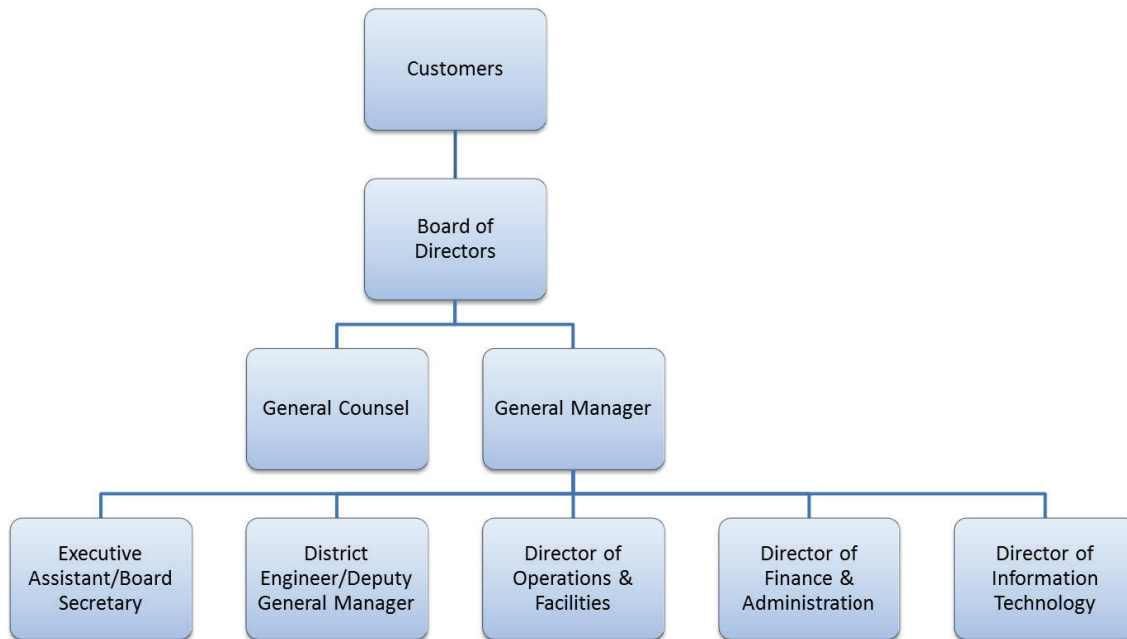 Customers
Board of
Directors
General Counsel
General Manager
Executive
Assistant/Board
Secretary
District
Engineer/Deputy
General Manager
Director of
Operations &
Facilities
Director of
Finance &
Administration
Director of
Information
Technology